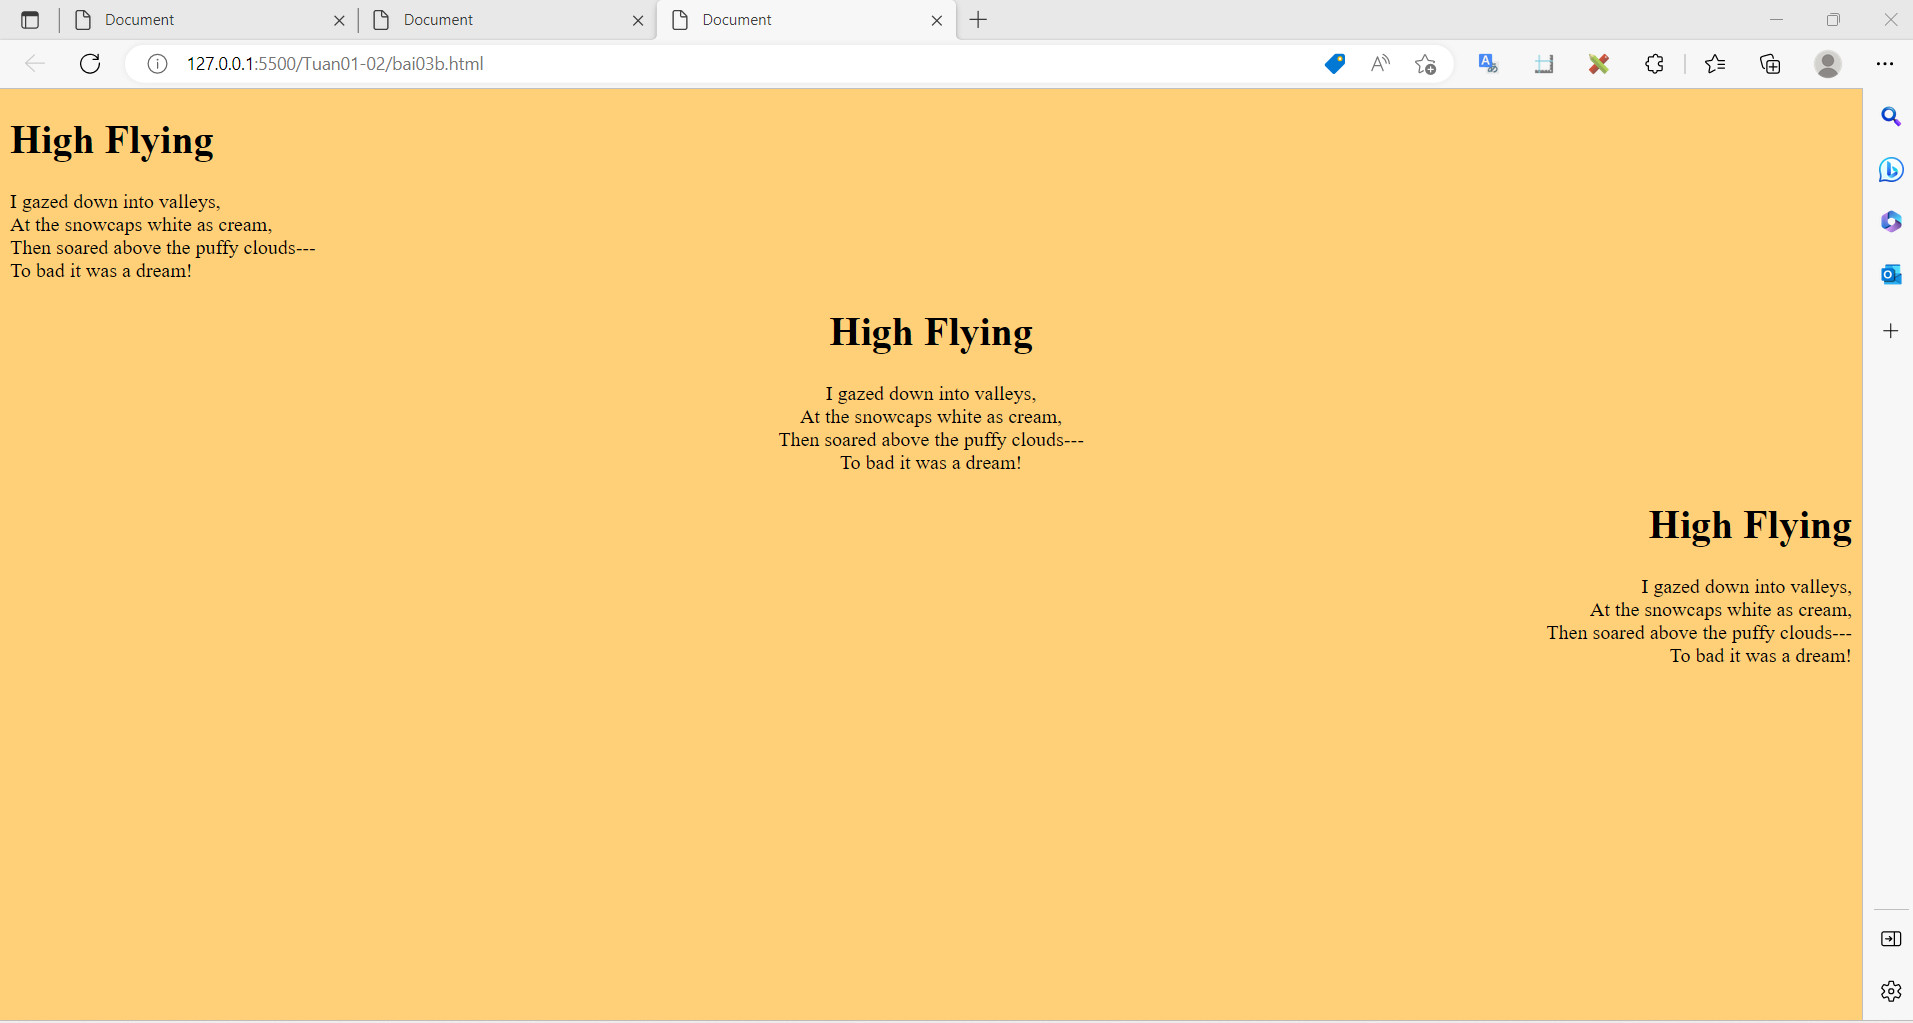 Document
Document
Document
127.0.0.1:5500/Tuan01-02/bai03b.html
High Flying
I gazed down into valleys,
At the snowcaps white as cream,
Then soared above the puffy clouds---
To bad it was a dream!
High Flying
I gazed down into valleys,
At the snowcaps white as cream,
Then soared above the puffy clouds---
To bad it was a dream!
High Flying
I gazed down into valleys,
At the snowcaps white as cream,
Then soared above the puffy clouds---
To bad it was a dream!